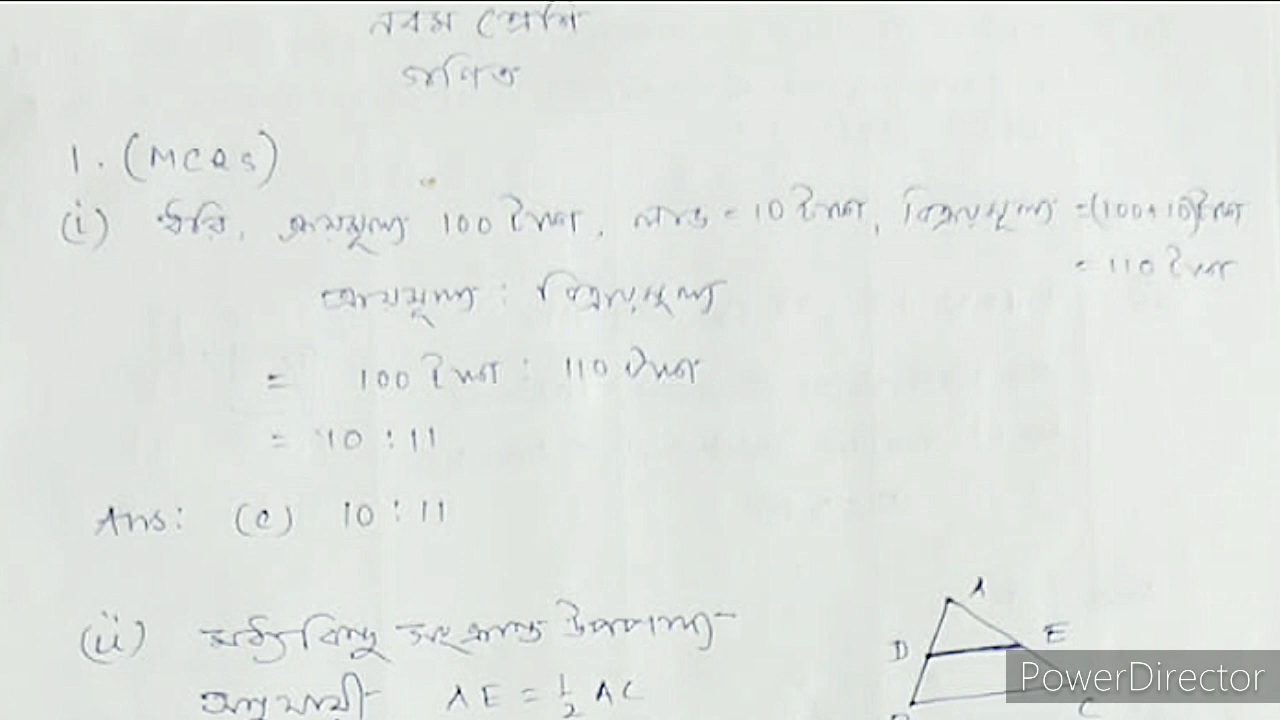 নবম শ্রেণি
গণিত
1. (MCQs)
(i) ধরি, ক্রয়মূল্য 100 টাকা, লাভ = 10 টাকা, বিক্রয়মূল্য =(100+10)টাকা
= 110 টাকা
ক্রয়মূল্য : বিক্রয়মূল্য
= 100 টাকা : 110 টাকা
= 10 : 11
Ans: (c) 10 : 11
(ii) মধ্যবিন্দু সংক্রান্ত উপপাদ্য
অনুযায়ী AE = 1/2 AC
A
D E
B C
PowerDirector